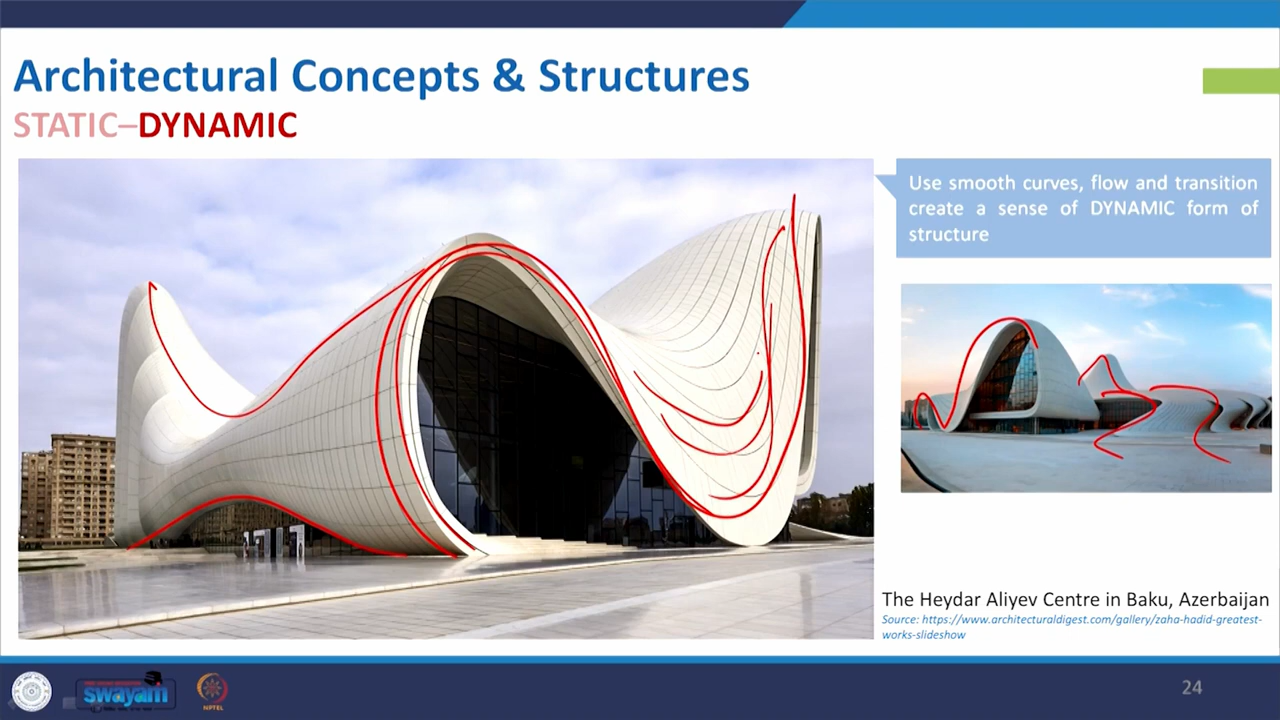 Architectural Concepts & Structures
STATIC–DYNAMIC
Use smooth curves, flow and transition
create a sense of DYNAMIC form of
structure
The Heydar Aliyev Centre in Baku, Azerbaijan
Source: https://www.architecturaldigest.com/gallery/zaha-hadid-greatest-
works-slideshow
swayam
NPTEL
24